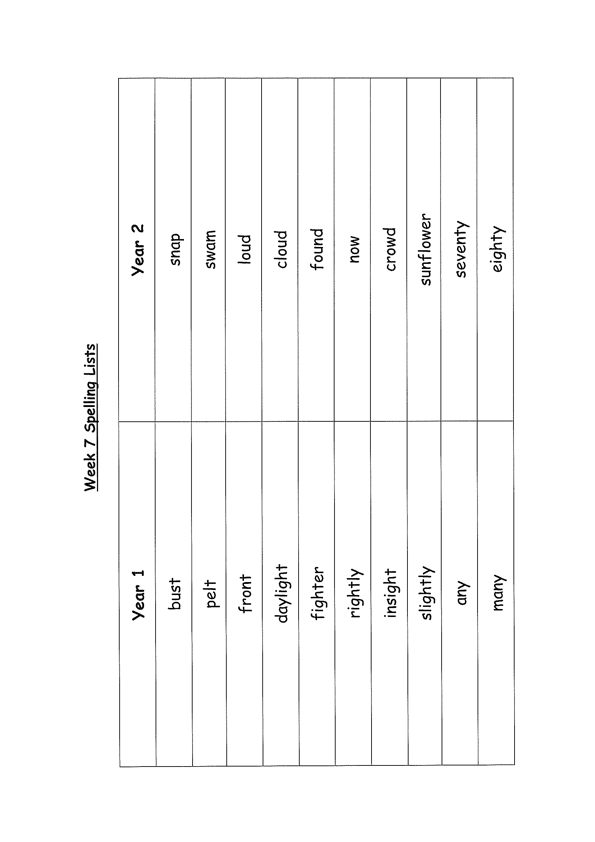 Week 7 Spelling Lists
Year 1 Year 2
bust snap
pelt swam
front loud
daylight cloud
fighter found
rightly now
insight crowd
slightly sunflower
any seventy
many eighty